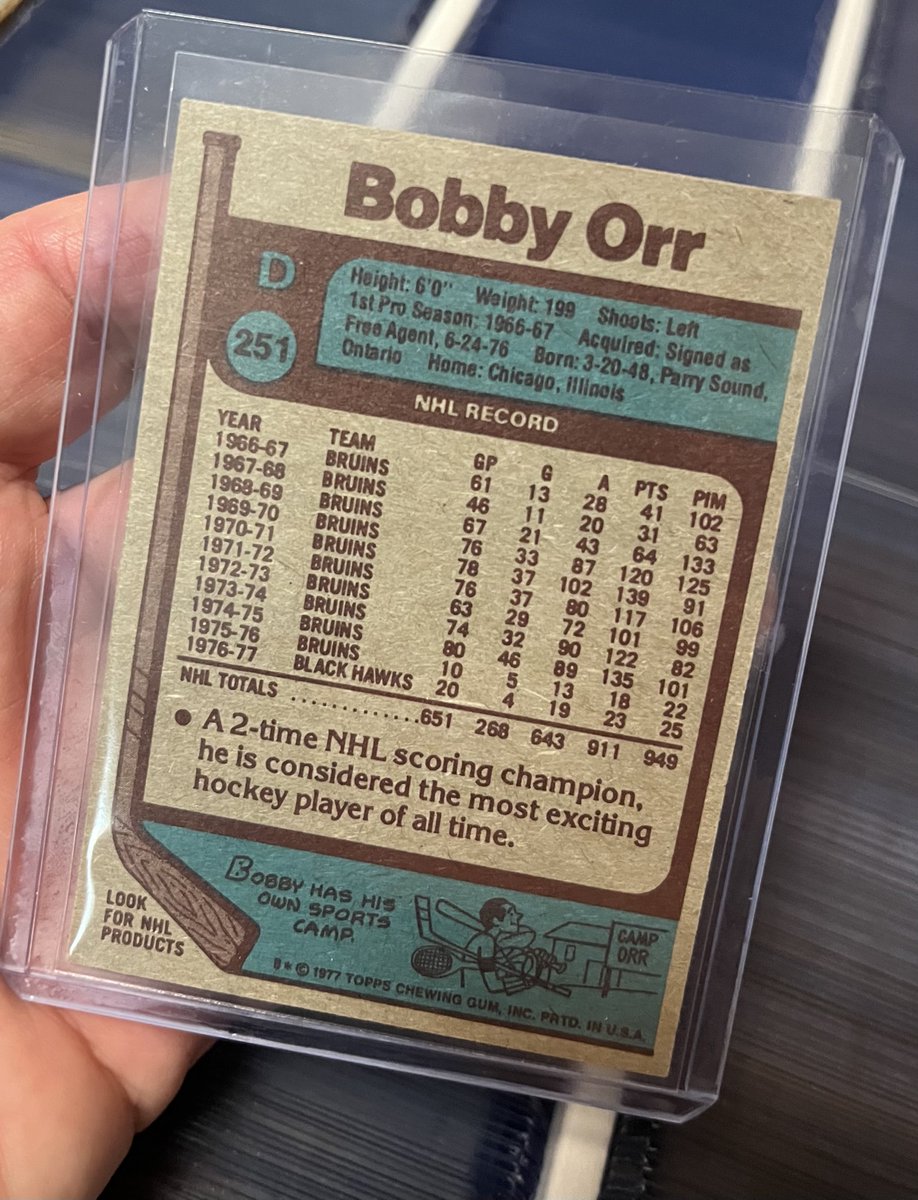 Bobby Orr
D
251
Height: 6'0" Weight: 199 Shoots: Left
1st Pro Season: 1966-67 Acquired: Signed as
Free Agent, 6-24-76 Born: 3-20-48, Parry Sound,
Ontario Home: Chicago, Illinois
NHL RECORD
YEAR TEAM GP G A PTS PIM
1966-67 BRUINS 61 13 28 41 102
1967-68 BRUINS 46 11 20 31 63
1968-69 BRUINS 67 21 43 64 133
1969-70 BRUINS 76 33 87 120 125
1970-71 BRUINS 78 37 102 139 91
1971-72 BRUINS 76 37 80 117 106
1972-73 BRUINS 63 29 72 101 99
1973-74 BRUINS 74 32 90 122 82
1974-75 BRUINS 80 46 89 135 101
1975-76 BRUINS 10 5 13 18 22
1976-77 BLACK HAWKS 20 4 19 23 25
NHL TOTALS .............651 268 643 911 949
• A 2-time NHL scoring champion,
he is considered the most exciting
hockey player of all time.
BOBBY HAS HIS
OWN SPORTS
CAMP.
CAMP
ORR
LOOK
FOR NHL
PRODUCTS
B * © 1977 TOPPS CHEWING GUM, INC. PRTD. IN U.S.A.